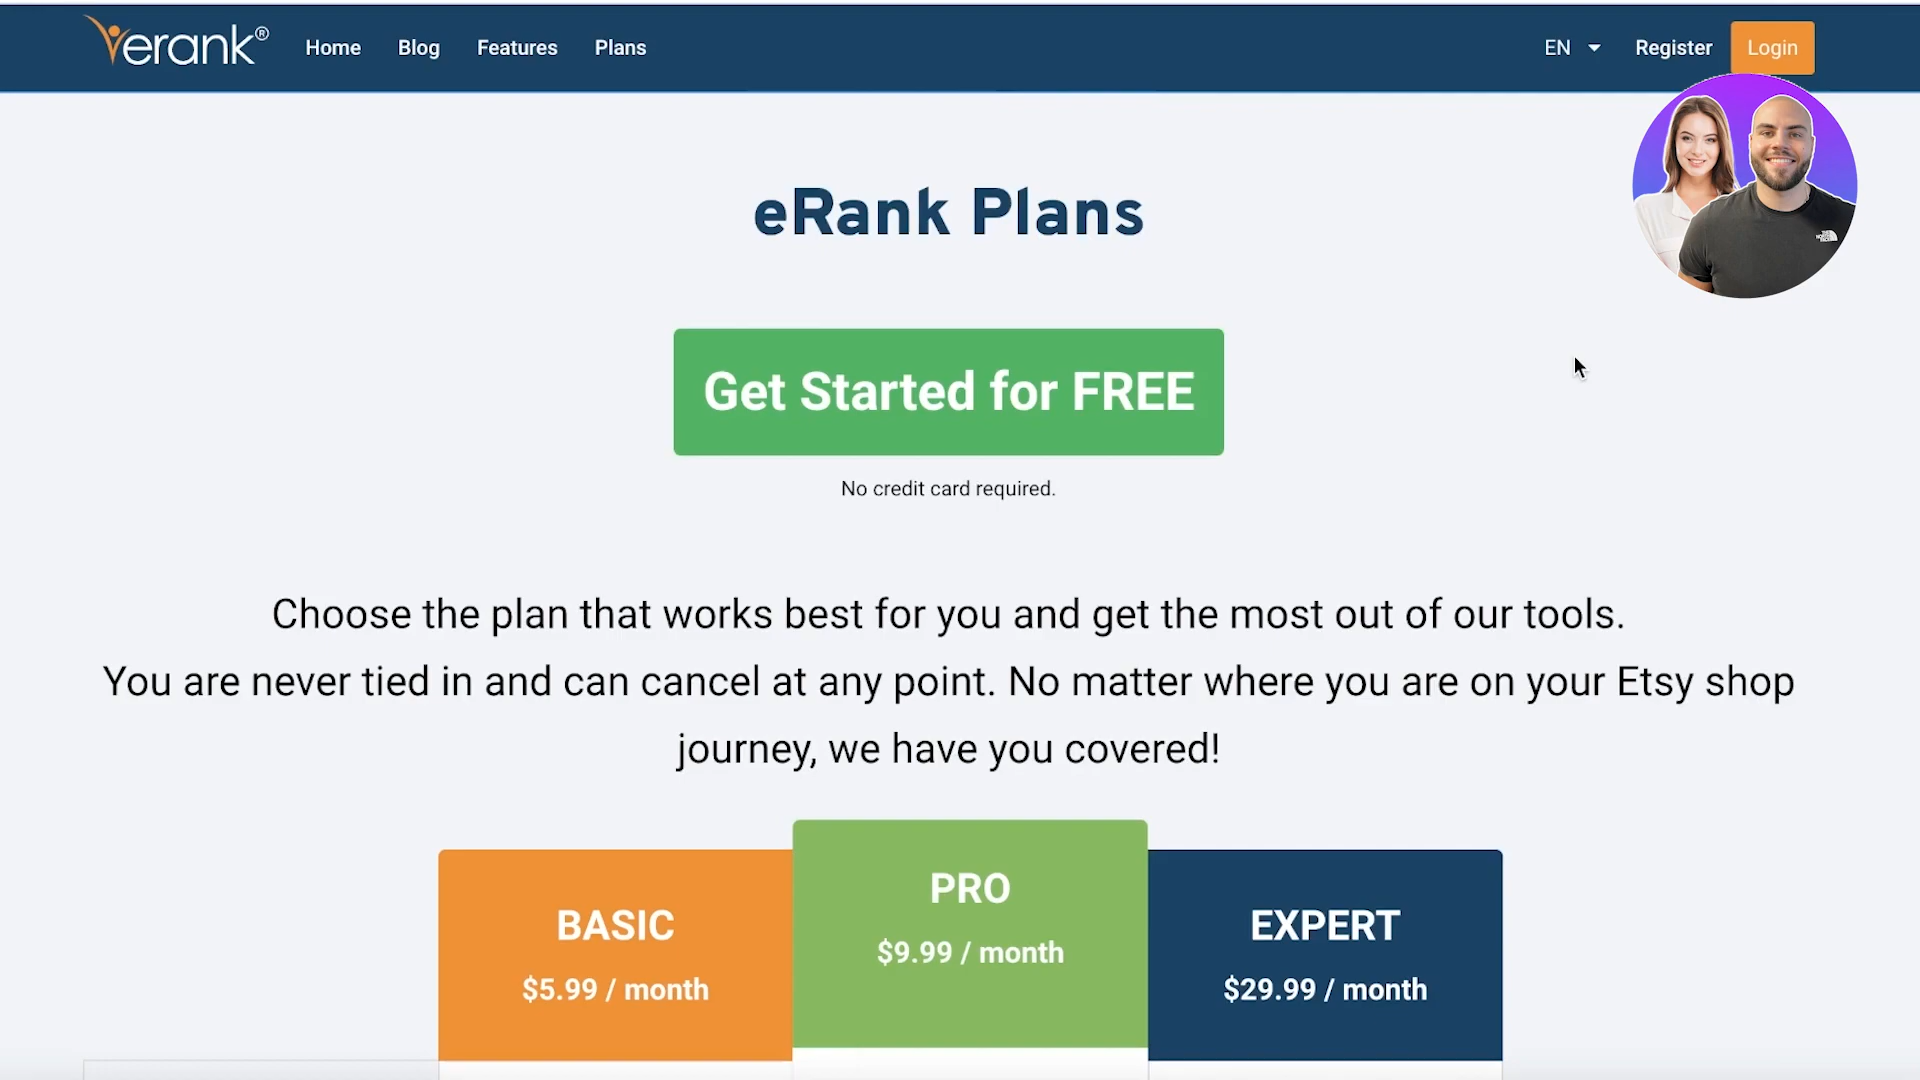 erank®
Home
Blog
Features
Plans
EN
Register
Login
eRank Plans
Get Started for FREE
No credit card required.
Choose the plan that works best for you and get the most out of our tools.
You are never tied in and can cancel at any point. No matter where you are on your Etsy shop
journey, we have you covered!
BASIC
$5.99 / month
PRO
$9.99 / month
EXPERT
$29.99 / month